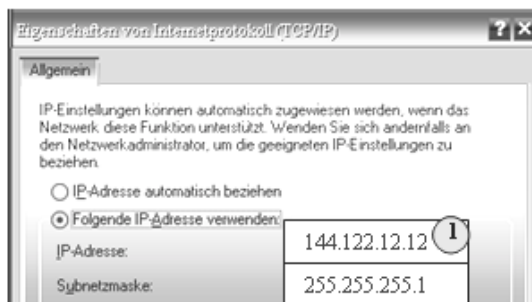 Eigenschaften von Internetprotokoll (TCP/IP)
Allgemein
IP-Einstellungen können automatisch zugewiesen werden, wenn das
Netzwerk diese Funktion unterstützt. Wenden Sie sich andernfalls an
den Netzwerkadministrator, um die geeigneten IP-Einstellungen zu
beziehen.
IP-Adresse automatisch beziehen
Folgende IP-Adresse verwenden:
IP-Adresse: 144.122.12.12 1
Subnetzmaske: 255.255.255.1